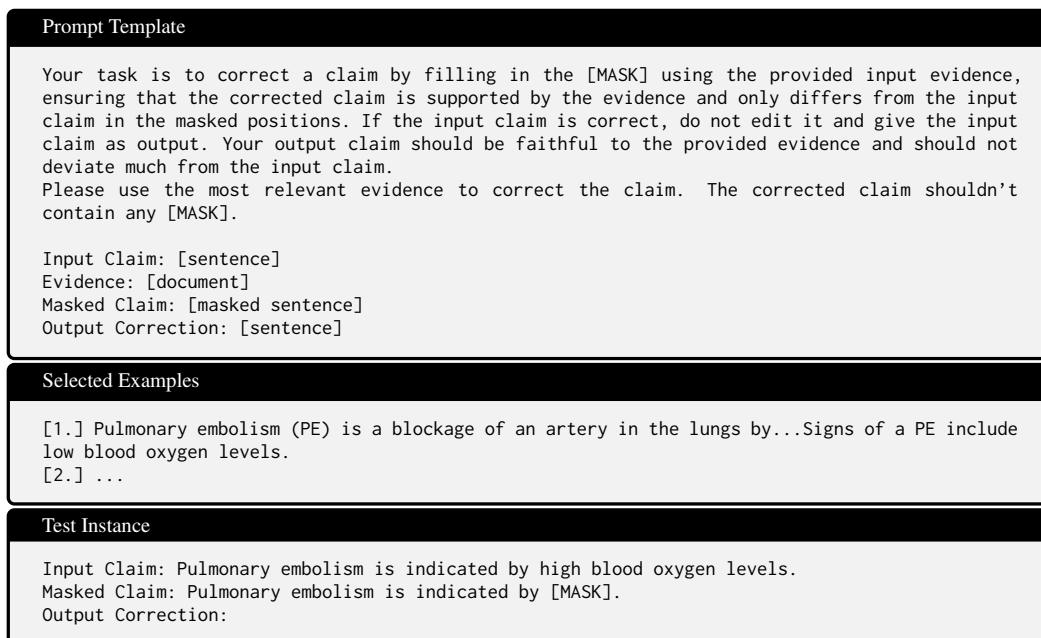 Prompt Template
Your task is to correct a claim by filling in the [MASK] using the provided input evidence,
ensuring that the corrected claim is supported by the evidence and only differs from the input
claim in the masked positions. If the input claim is correct, do not edit it and give the input
claim as output. Your output claim should be faithful to the provided evidence and should not
deviate much from the input claim.
Please use the most relevant evidence to correct the claim. The corrected claim shouldn't
contain any [MASK].
Input Claim: [sentence]
Evidence: [document]
Masked Claim: [masked sentence]
Output Correction: [sentence]
Selected Examples
[1.] Pulmonary embolism (PE) is a blockage of an artery in the lungs by...Signs of a PE include
low blood oxygen levels.
[2.] ...
Test Instance
Input Claim: Pulmonary embolism is indicated by high blood oxygen levels.
Masked Claim: Pulmonary embolism is indicated by [MASK].
Output Correction: